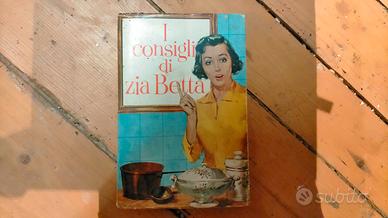 I
consigli
di
zia Betta
subito